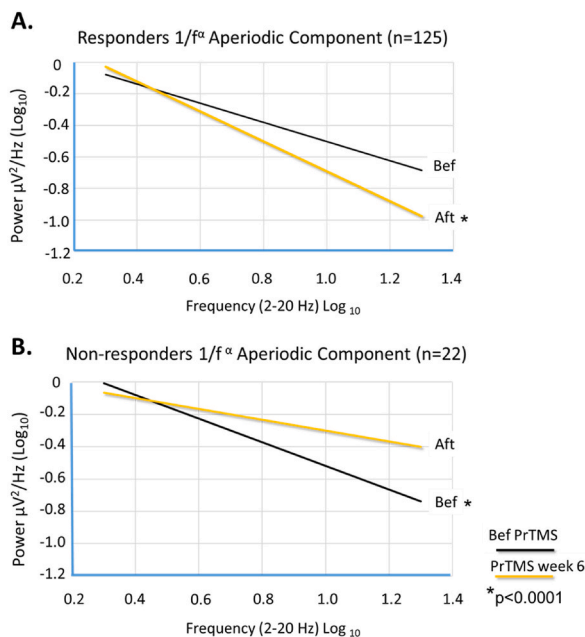 A.
Responders 1/fᵅ Aperiodic Component (n=125)
Power µV²/Hz (Log₁₀)
0
-0.2
-0.4
-0.6
-0.8
-1.0
-1.2
Bef
Aft *
0.2 0.4 0.6 0.8 1.0 1.2 1.4
Frequency (2-20 Hz) Log ₁₀
B.
Non-responders 1/f ᵅ Aperiodic Component (n=22)
Power µV²/Hz (Log₁₀)
0
-0.2
-0.4
-0.6
-0.8
-1.0
-1.2
Aft
Bef *
0.2 0.4 0.6 0.8 1.0 1.2 1.4
Frequency (2-20 Hz) Log ₁₀
Bef PrTMS
PrTMS week 6
*p<0.0001